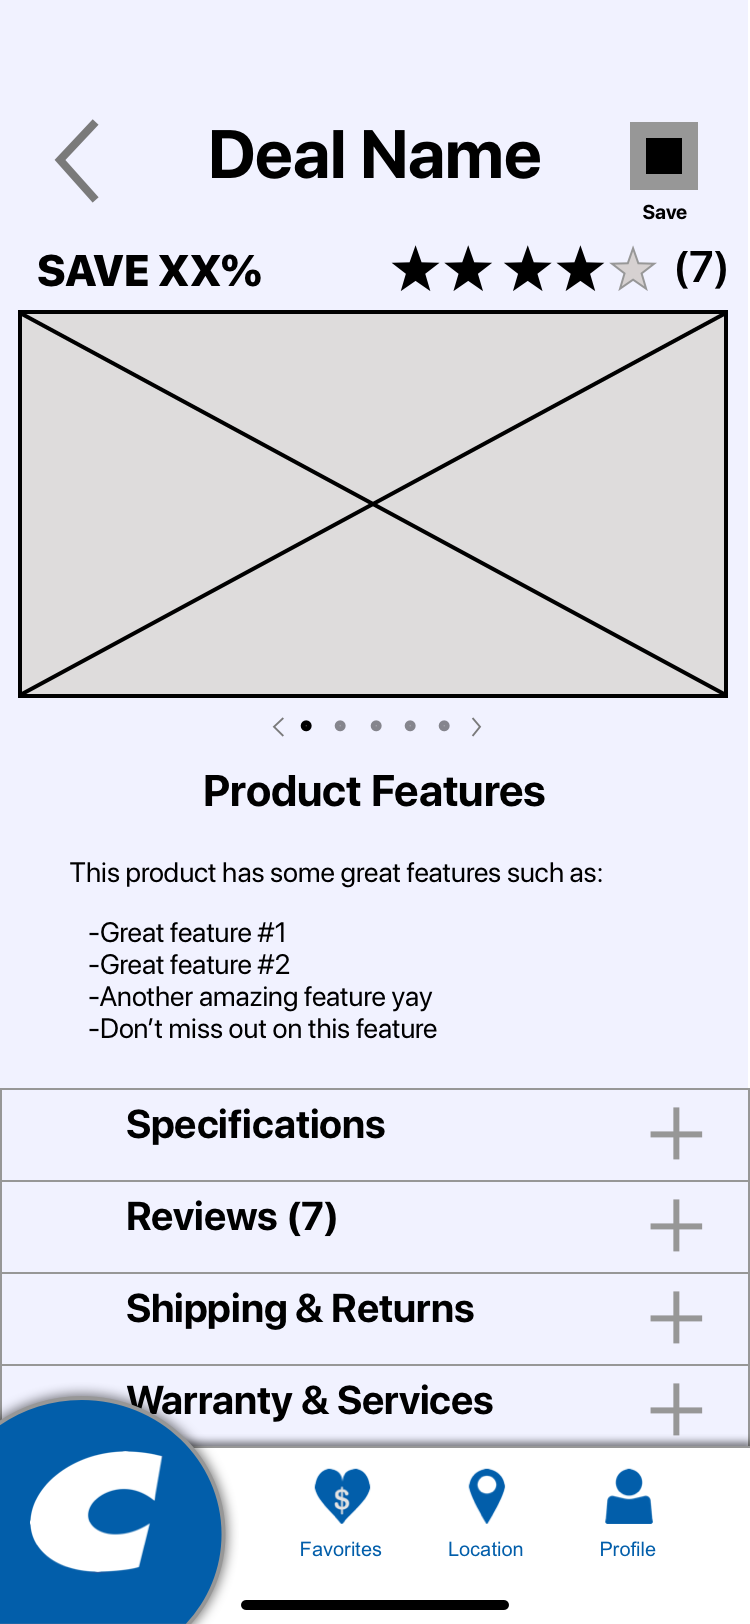 Deal Name
Save
SAVE XX%
(7)
Product Features
This product has some great features such as:
-Great feature #1
-Great feature #2
-Another amazing feature yay
-Don’t miss out on this feature
Specifications
Reviews (7)
Shipping & Returns
Warranty & Services
C
$
Favorites
Location
Profile